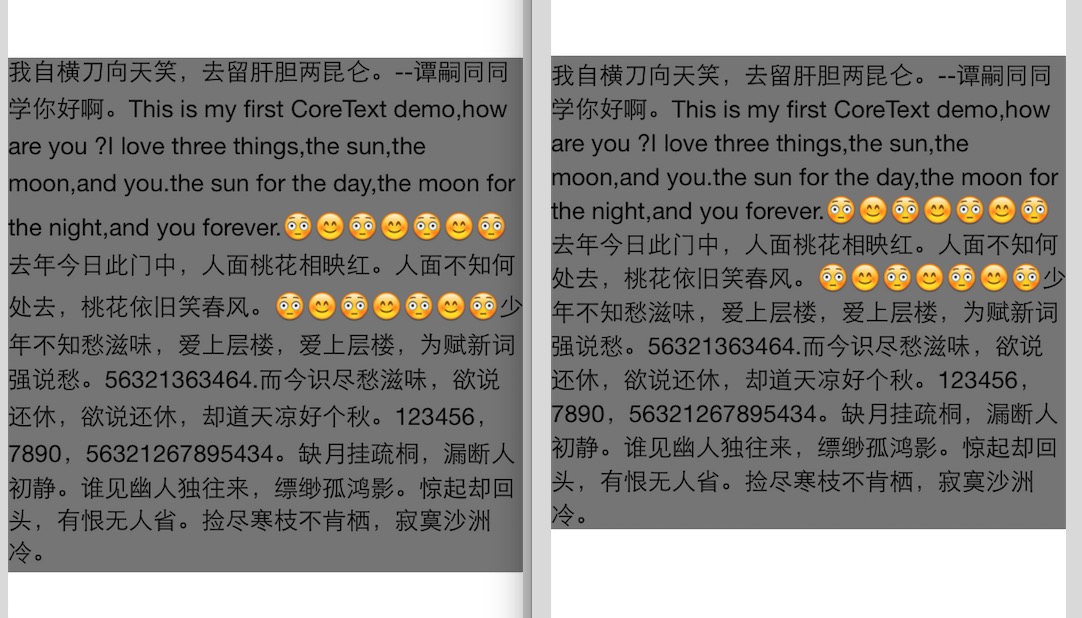 我自横刀向天笑，去留肝胆两昆仑。--谭嗣同同
学你好啊。This is my first CoreText demo,how
are you ?I love three things,the sun,the
moon,and you.the sun for the day,the moon for
the night,and you forever.😳😊😳😊😳😊😳
去年今日此门中，人面桃花相映红。人面不知何
处去，桃花依旧笑春风。😳😊😳😊😳😊😳少
年不知愁滋味，爱上层楼，爱上层楼，为赋新词
强说愁。56321363464.而今识尽愁滋味，欲说
还休，欲说还休，却道天凉好个秋。123456，
7890，56321267895434。缺月挂疏桐，漏断人
初静。谁见幽人独往来，缥缈孤鸿影。惊起却回
头，有恨无人省。捡尽寒枝不肯栖，寂寞沙洲
冷。
我自横刀向天笑，去留肝胆两昆仑。--谭嗣同同
学你好啊。This is my first CoreText demo,how
are you ?I love three things,the sun,the
moon,and you.the sun for the day,the moon for
the night,and you forever.😳😊😳😊😳😊😳
去年今日此门中，人面桃花相映红。人面不知何
处去，桃花依旧笑春风。😳😊😳😊😳😊😳少
年不知愁滋味，爱上层楼，爱上层楼，为赋新词
强说愁。56321363464.而今识尽愁滋味，欲说
还休，欲说还休，却道天凉好个秋。123456，
7890，56321267895434。缺月挂疏桐，漏断人
初静。谁见幽人独往来，缥缈孤鸿影。惊起却回
头，有恨无人省。捡尽寒枝不肯栖，寂寞沙洲
冷。